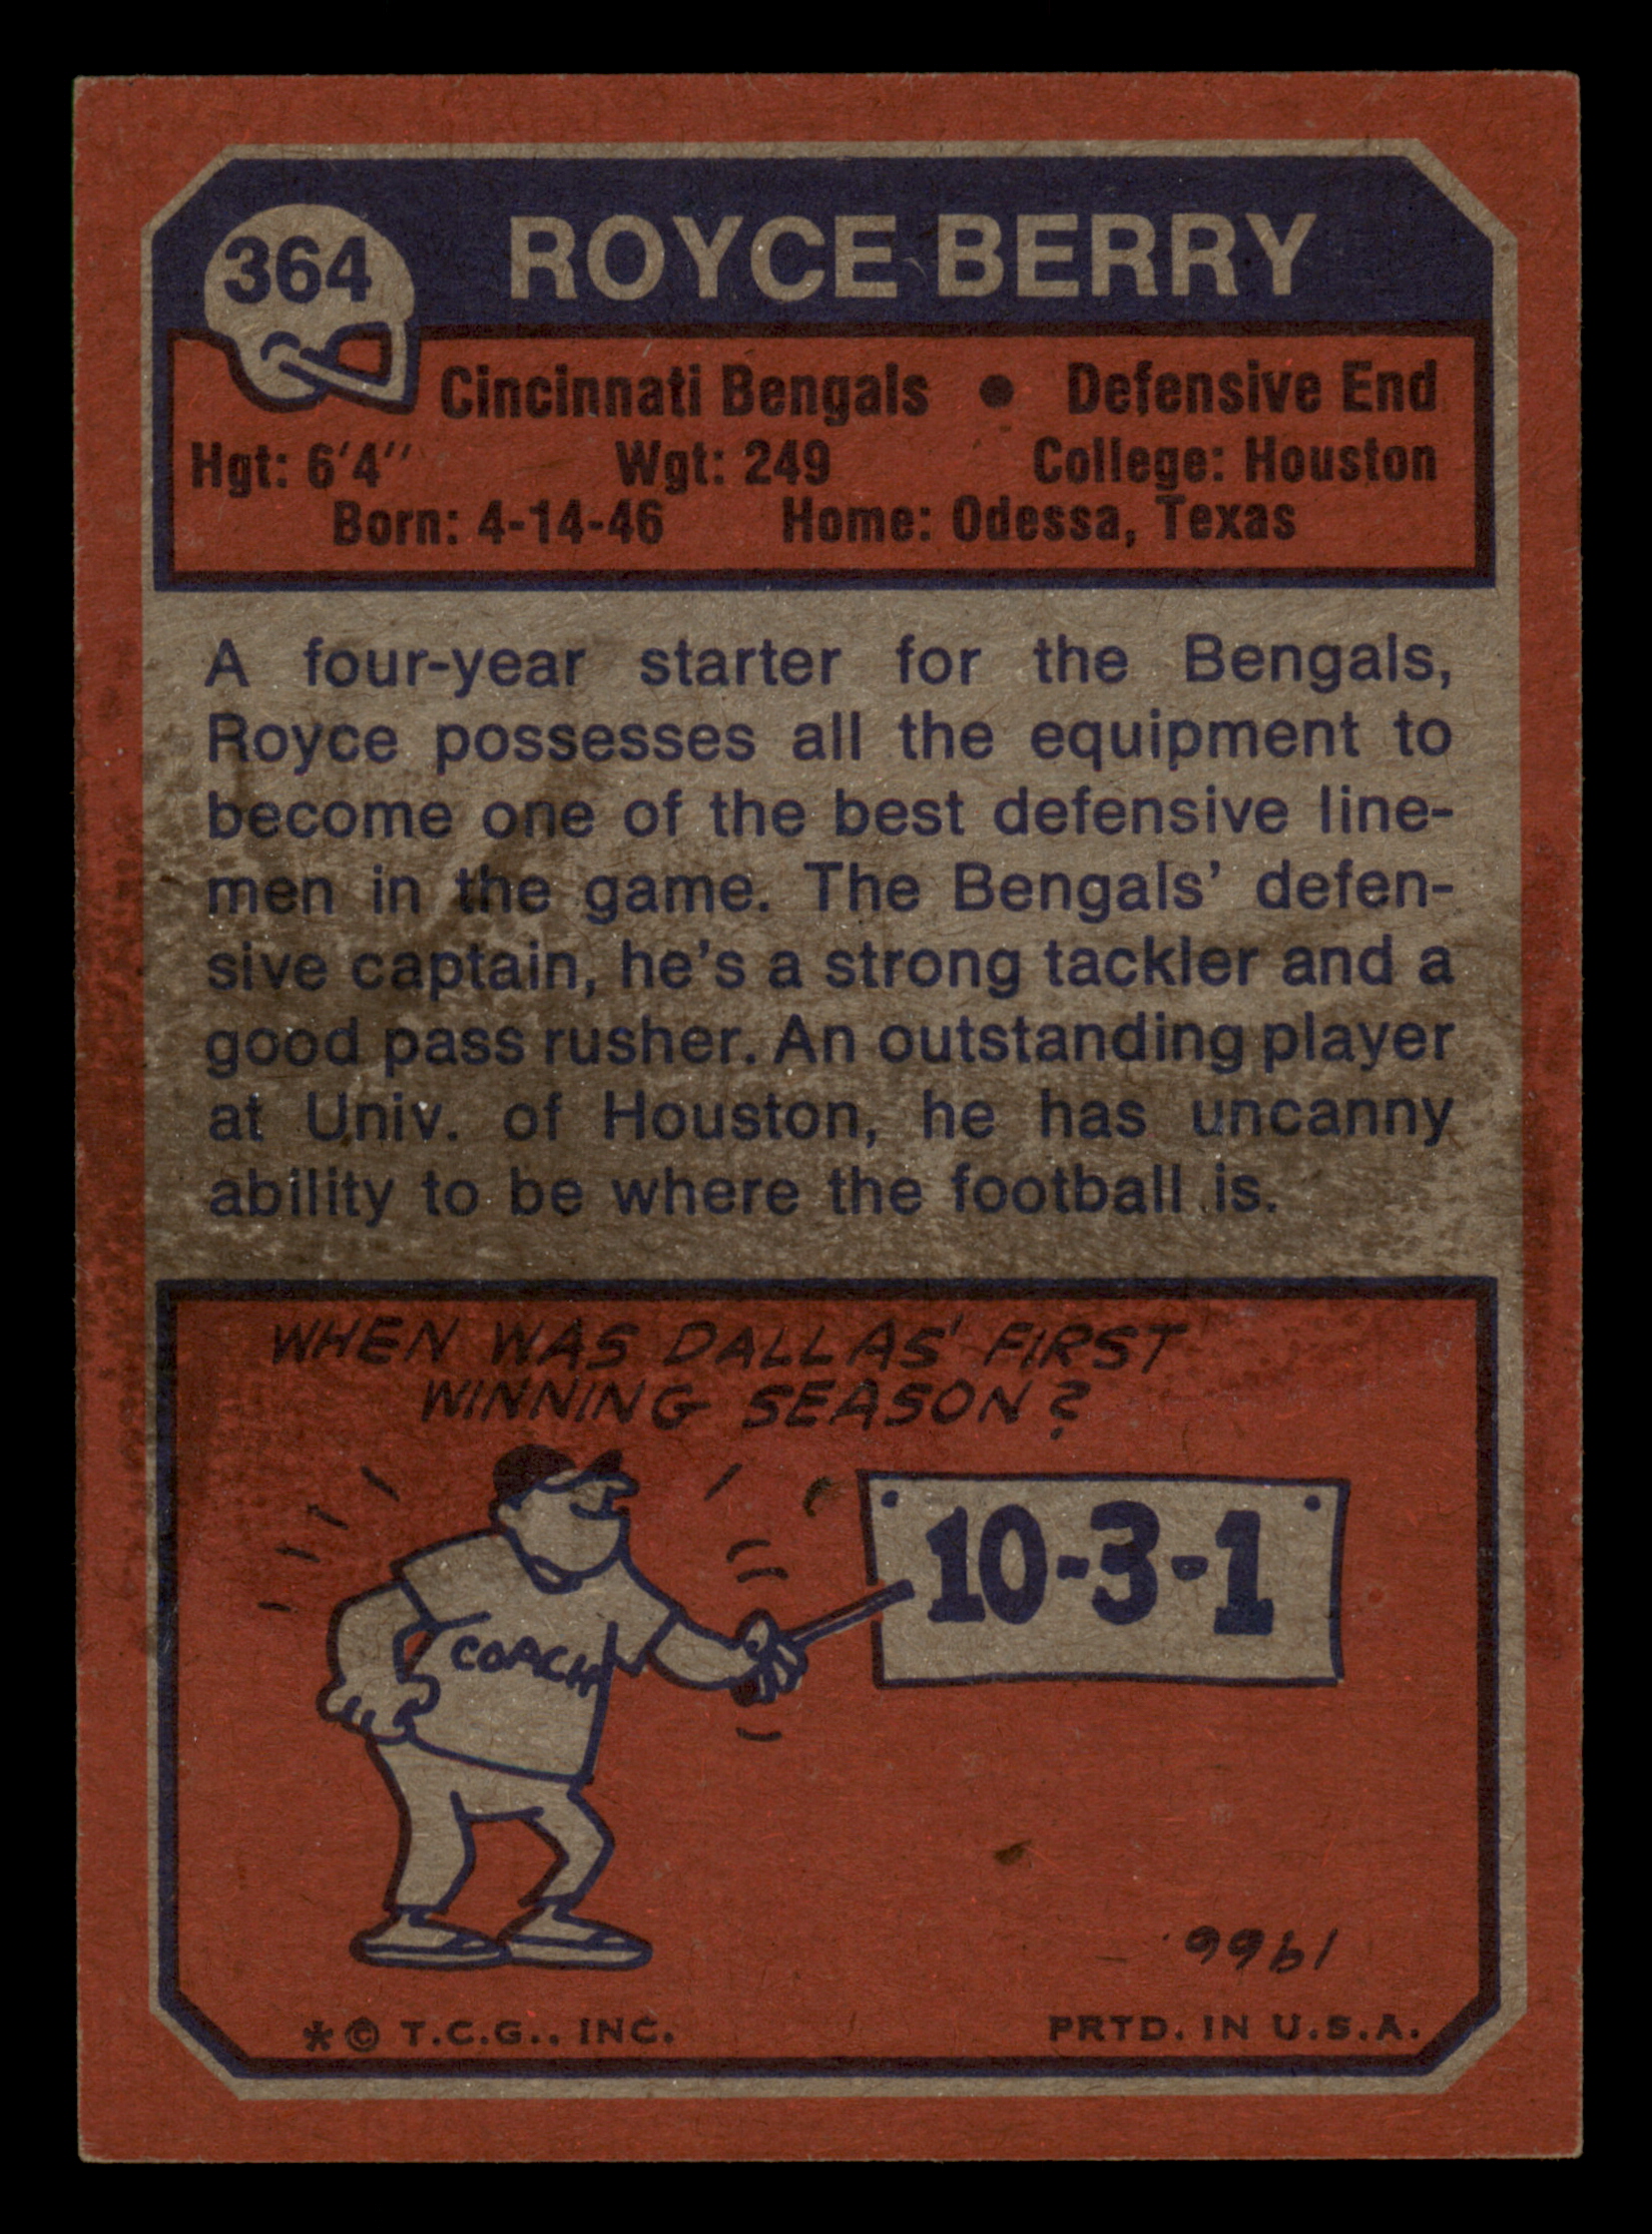 364
ROYCE BERRY
Cincinnati Bengals • Defensive End
Hgt: 6'4" Wgt: 249 College: Houston
Born: 4-14-46 Home: Odessa, Texas
A four-year starter for the Bengals,
Royce possesses all the equipment to
become one of the best defensive line-
men in the game. The Bengals' defen-
sive captain, he's a strong tackler and a
good pass rusher. An outstanding player
at Univ. of Houston, he has uncanny
ability to be where the football is.
WHEN WAS DALLAS' FIRST
WINNING SEASON?
10-3-1
COACH
1966
* © T.C.G., INC. PRTD. IN U.S.A.